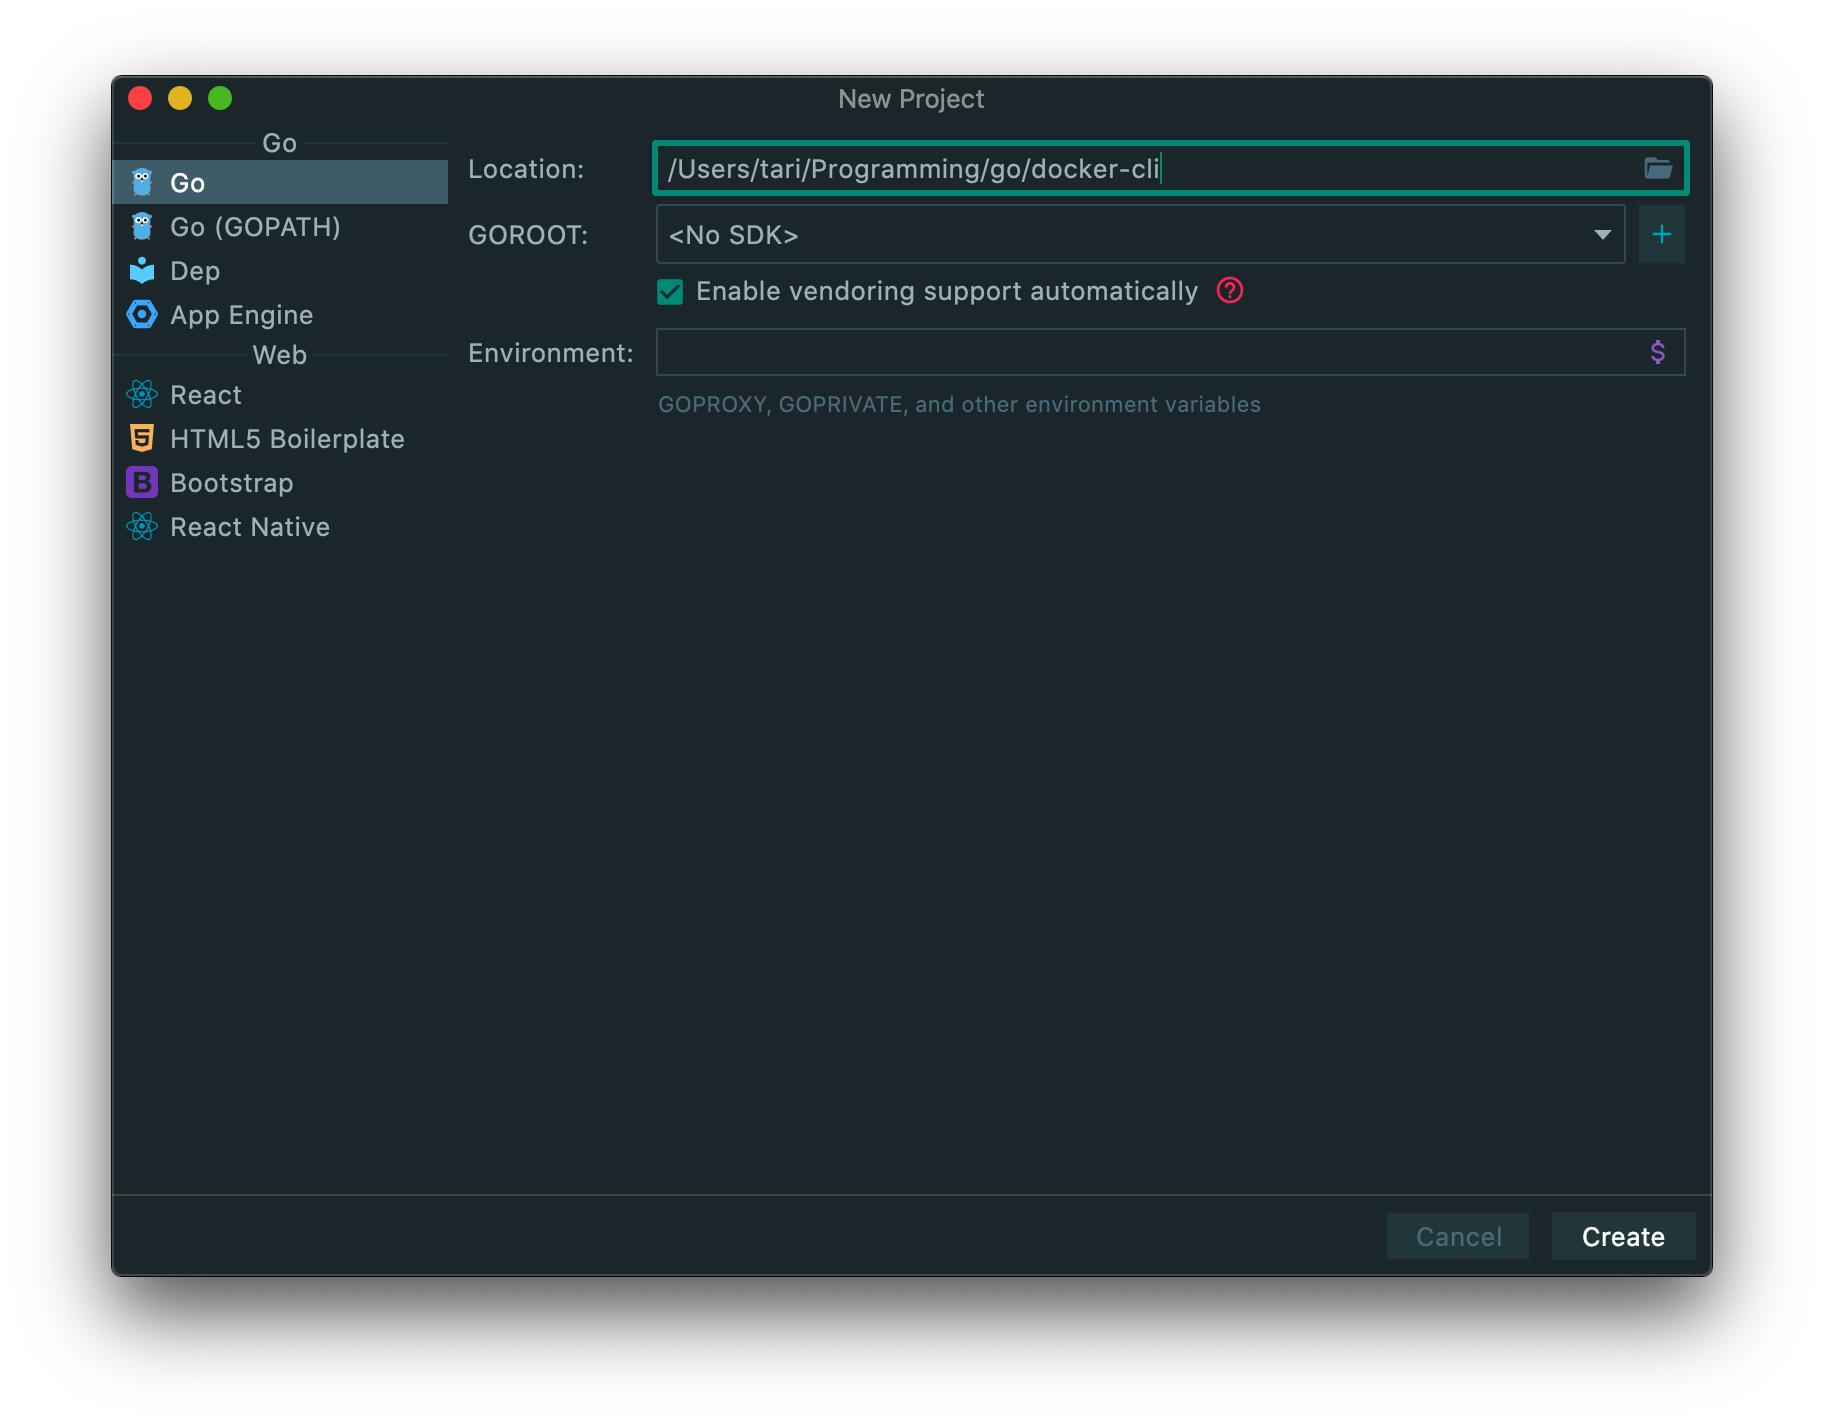 New Project
Go
Go
Go (GOPATH)
Dep
App Engine
Web
React
HTML5 Boilerplate
Bootstrap
React Native
Location:
/Users/tari/Programming/go/docker-cli
GOROOT:
<No SDK>
Enable vendoring support automatically
Environment:
GOPROXY, GOPRIVATE, and other environment variables
Cancel
Create